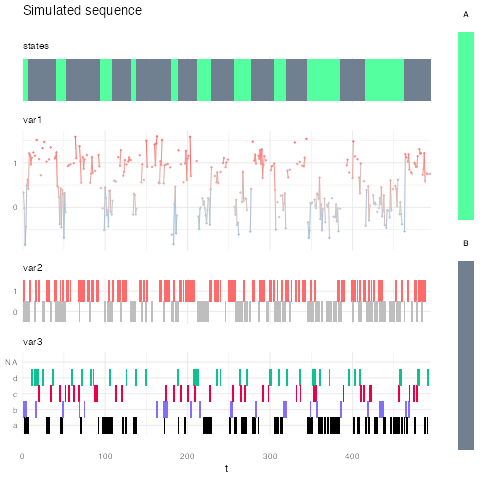 Simulated sequence
A
states
var1
1
0
B
var2
1
0
var3
NA
d
c
b
a
0 100 200 300 400
t